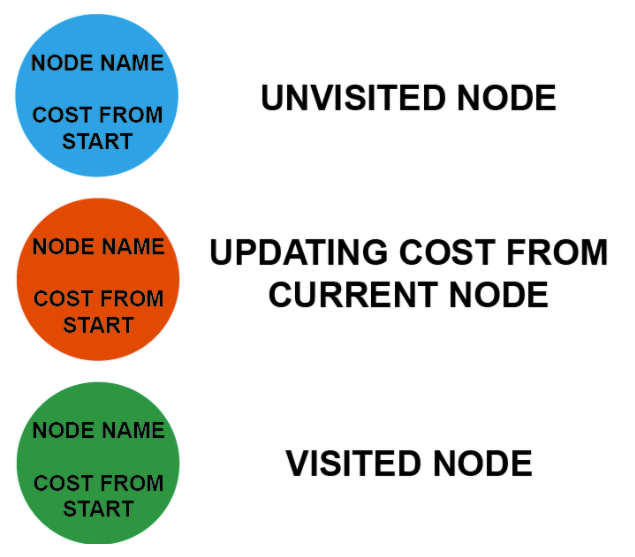 NODE NAME
COST FROM
START
UNVISITED NODE
NODE NAME
COST FROM
START
UPDATING COST FROM
CURRENT NODE
NODE NAME
COST FROM
START
VISITED NODE